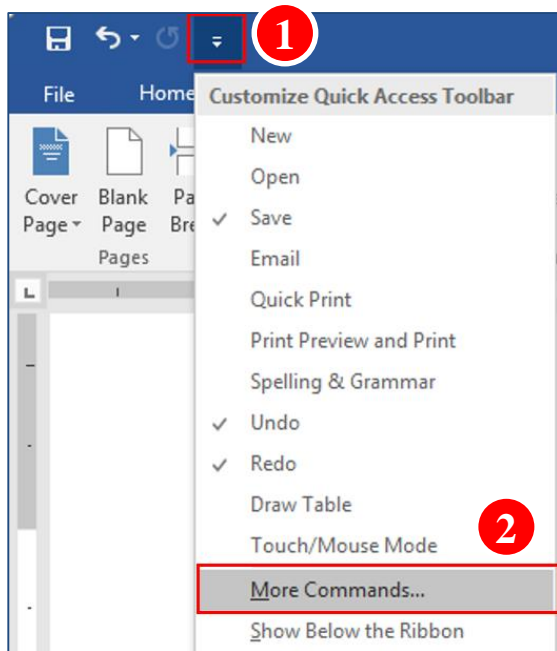 1
File Home
Customize Quick Access Toolbar
New
Open
Save
Email
Quick Print
Print Preview and Print
Spelling & Grammar
Undo
Redo
Draw Table
Touch/Mouse Mode
2
More Commands...
Show Below the Ribbon
Cover Blank Pa
Page Page Bre
Pages
L